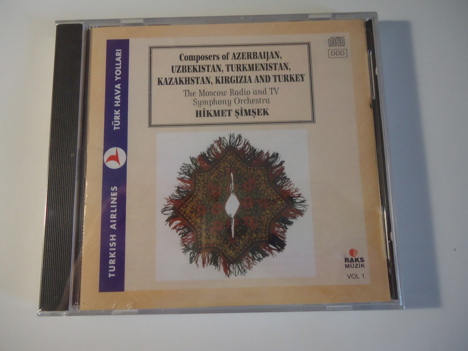 Composers of AZERBAIJAN,
UZBEKISTAN, TURKMENISTAN,
KAZAKHSTAN, KIRGIZIA AND TURKEY
The Moscow Radio and TV
Symphony Orchestra
HİKMET ŞİMŞEK
DDD
TÜRK HAVA YOLLARI
TURKISH AIRLINES
RAKS
MÜZİK
VOL 1